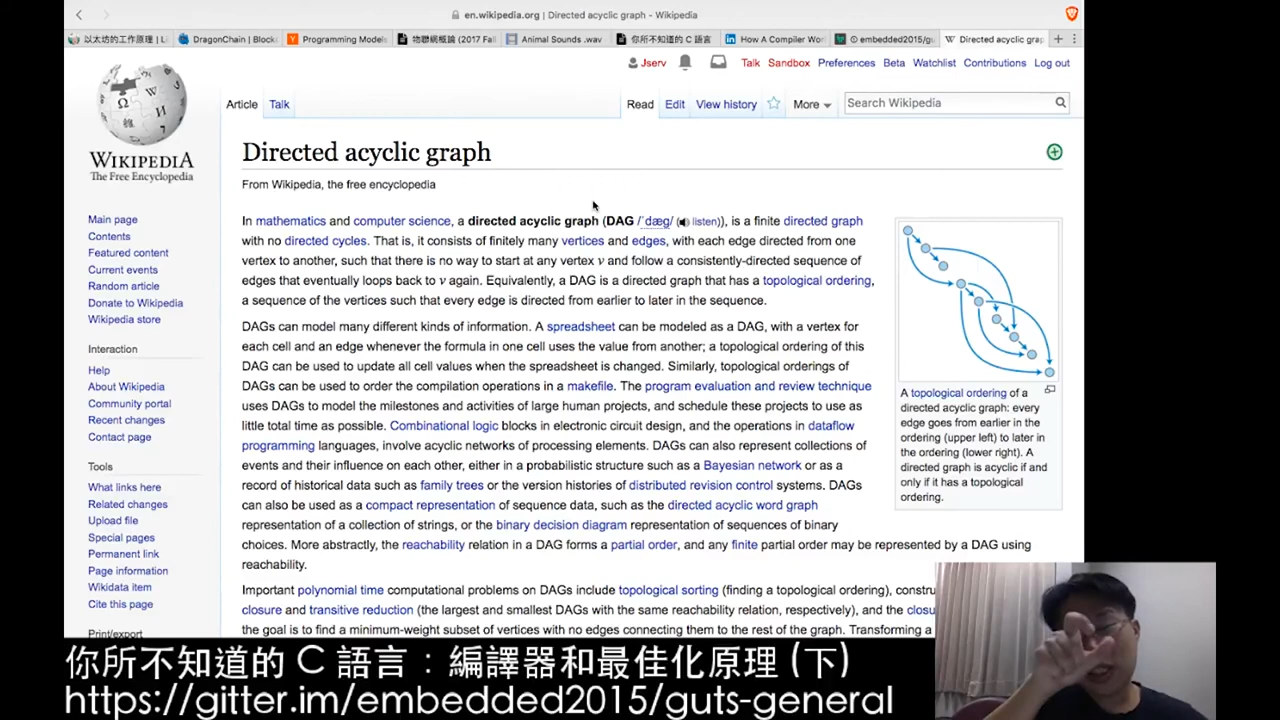 en.wikipedia.org | Directed acyclic graph - Wikipedia
以太坊的工作原理 | Li
DragonChain | Block
Programming Models
物聯網概論 (2017 Fall
Animal Sounds .wav
你所不知道的 C 語言
How A Compiler Wor
embedded2015/gu
Directed acyclic grap
Jserv
Talk Sandbox Preferences Beta Watchlist Contributions Log out
Article Talk
Read Edit View history More
Search Wikipedia
WIKIPEDIA
The Free Encyclopedia
Main page
Contents
Featured content
Current events
Random article
Donate to Wikipedia
Wikipedia store
Interaction
Help
About Wikipedia
Community portal
Recent changes
Contact page
Tools
What links here
Related changes
Upload file
Special pages
Permanent link
Page information
Wikidata item
Cite this page
Print/export
Directed acyclic graph
From Wikipedia, the free encyclopedia
In mathematics and computer science, a directed acyclic graph (DAG /ˈdæɡ/ (listen)), is a finite directed graph
with no directed cycles. That is, it consists of finitely many vertices and edges, with each edge directed from one
vertex to another, such that there is no way to start at any vertex v and follow a consistently-directed sequence of
edges that eventually loops back to v again. Equivalently, a DAG is a directed graph that has a topological ordering,
a sequence of the vertices such that every edge is directed from earlier to later in the sequence.
DAGs can model many different kinds of information. A spreadsheet can be modeled as a DAG, with a vertex for
each cell and an edge whenever the formula in one cell uses the value from another; a topological ordering of this
DAG can be used to update all cell values when the spreadsheet is changed. Similarly, topological orderings of
DAGs can be used to order the compilation operations in a makefile. The program evaluation and review technique
uses DAGs to model the milestones and activities of large human projects, and schedule these projects to use as
little total time as possible. Combinational logic blocks in electronic circuit design, and the operations in dataflow
programming languages, involve acyclic networks of processing elements. DAGs can also represent collections of
events and their influence on each other, either in a probabilistic structure such as a Bayesian network or as a
record of historical data such as family trees or the version histories of distributed revision control systems. DAGs
can also be used as a compact representation of sequence data, such as the directed acyclic word graph
representation of a collection of strings, or the binary decision diagram representation of sequences of binary
choices. More abstractly, the reachability relation in a DAG forms a partial order, and any finite partial order may be represented by a DAG using
reachability.
Important polynomial time computational problems on DAGs include topological sorting (finding a topological ordering), constru
closure and transitive reduction (the largest and smallest DAGs with the same reachability relation, respectively), and the closu
the goal is to find a minimum-weight subset of vertices with no edges connecting them to the rest of the graph. Transforming a
A topological ordering of a
directed acyclic graph: every
edge goes from earlier in the
ordering (upper left) to later in
the ordering (lower right). A
directed graph is acyclic if and
only if it has a topological
ordering.
你所不知道的 C 語言：編譯器和最佳化原理 (下)
https://gitter.im/embedded2015/guts-general